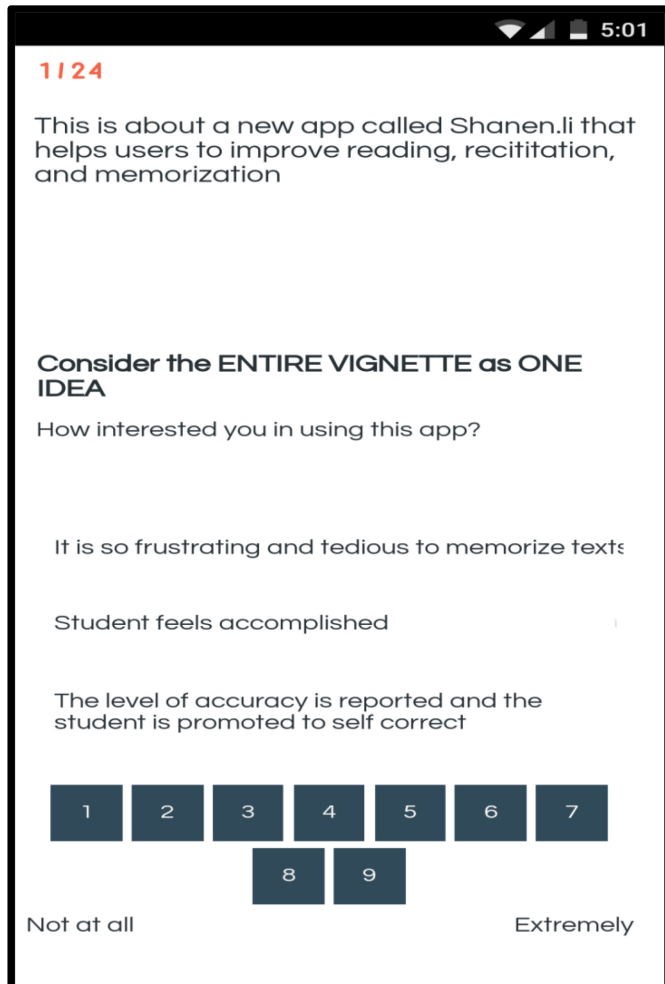 5:01
1/24
This is about a new app called Shanen.li that
helps users to improve reading, recititation,
and memorization
Consider the ENTIRE VIGNETTE as ONE
IDEA
How interested you in using this app?
It is so frustrating and tedious to memorize texts
Student feels accomplished
The level of accuracy is reported and the
student is promoted to self correct
1 2 3 4 5 6 7
8 9
Not at all Extremely